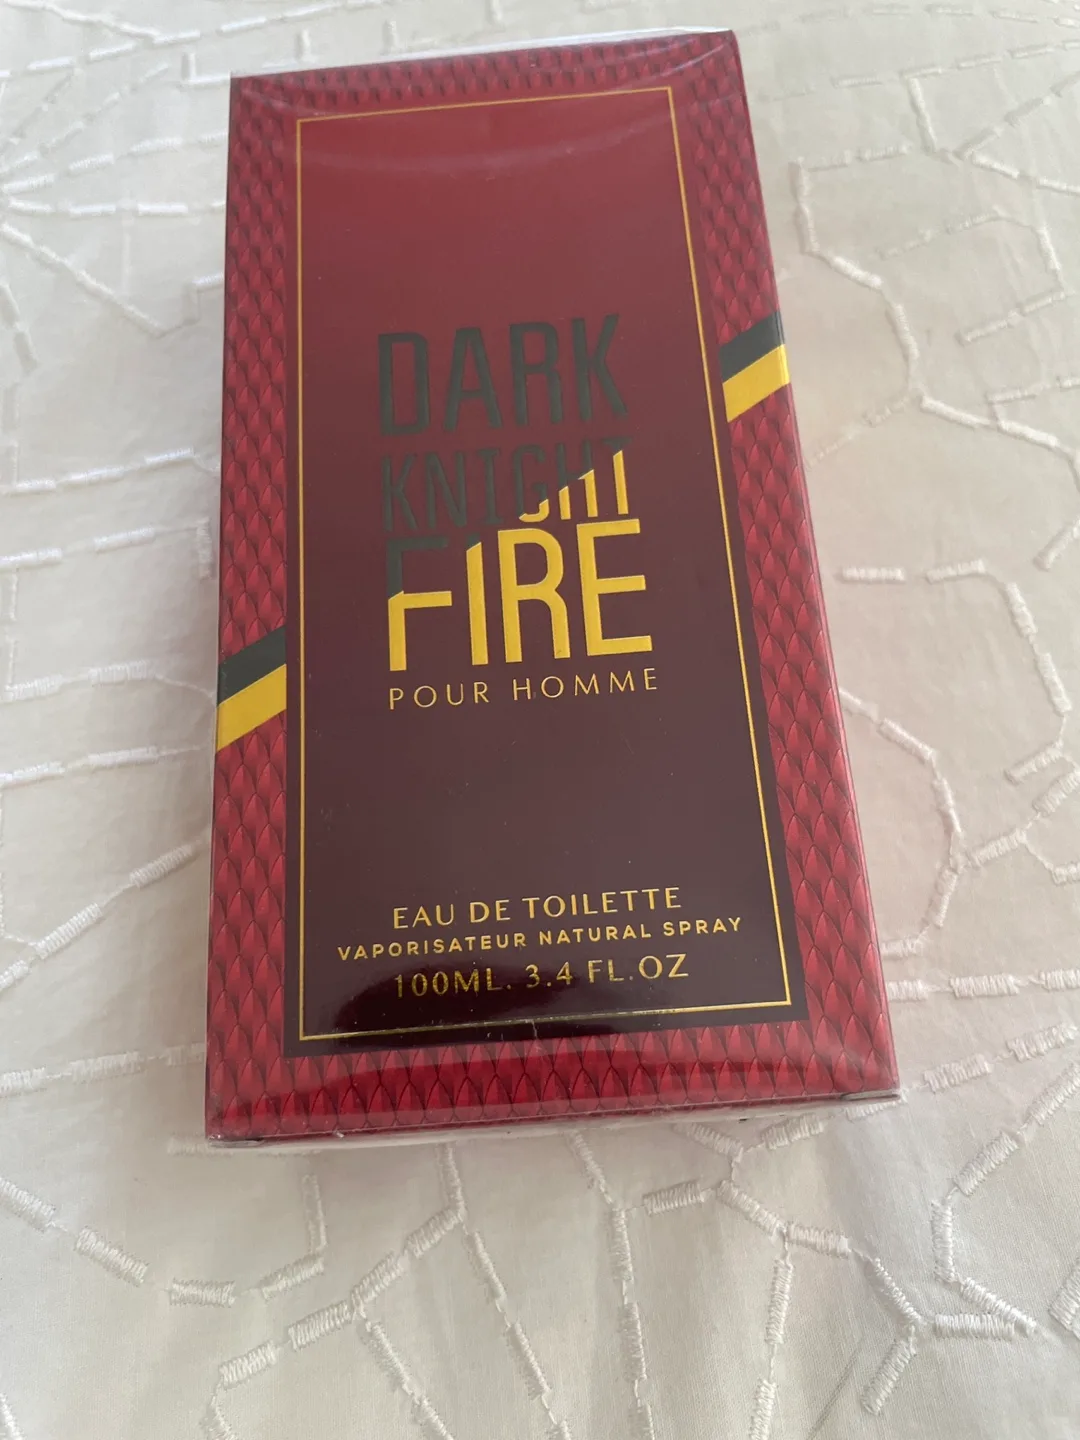 DARK
KNIGHT
FIRE
POUR HOMME
EAU DE TOILETTE
VAPORISATEUR NATURAL SPRAY
100ML. 3.4 FL.OZ